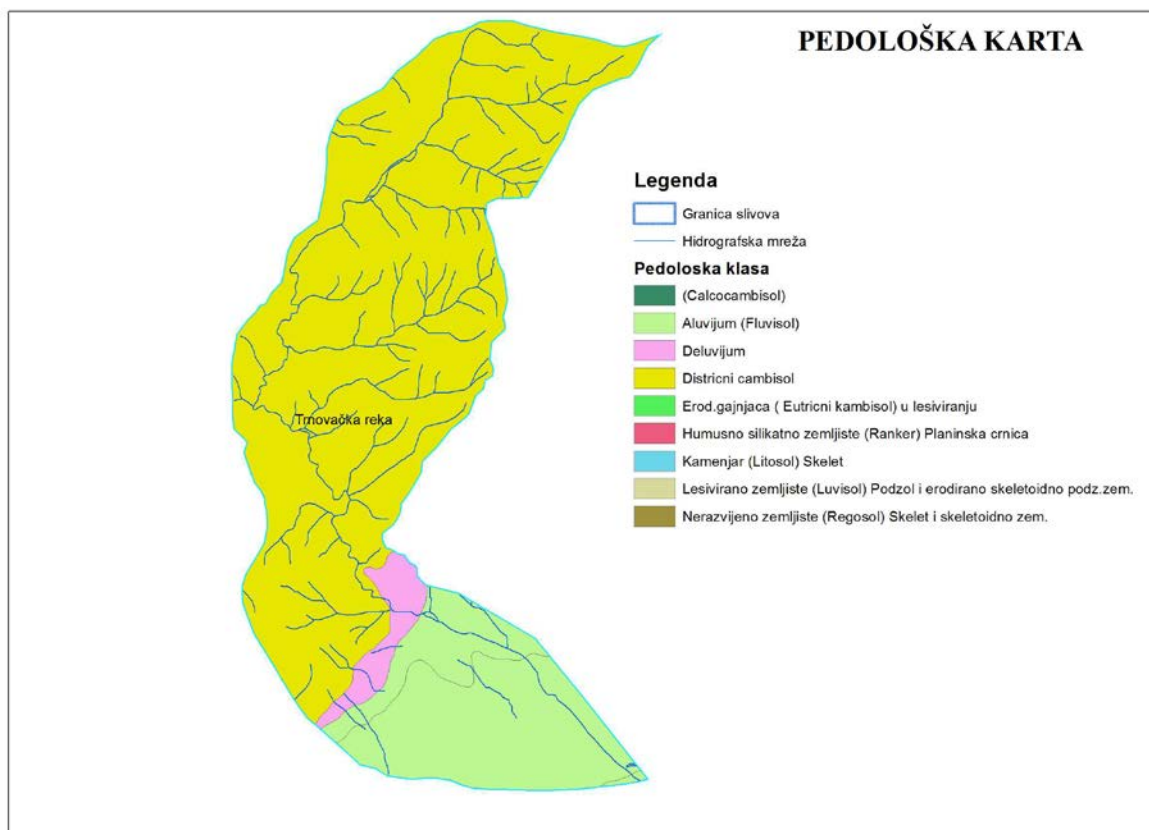 PEDOLOŠKA KARTA
Legenda
Granica slivova
Hidrografska mreža
Pedoloska klasa
(Calcocambisol)
Aluvijum (Fluvisol)
Deluvijum
Districni cambisol
Erod.gajnjaca ( Eutricni kambisol) u lesiviranju
Humusno silikatno zemljiste (Ranker) Planinska crnica
Kamenjar (Litosol) Skelet
Lesivirano zemljiste (Luvisol) Podzol i erodirano skeletoidno podz.zem.
Nerazvijeno zemljiste (Regosol) Skelet i skeletoidno zem.
Trnovačka reka